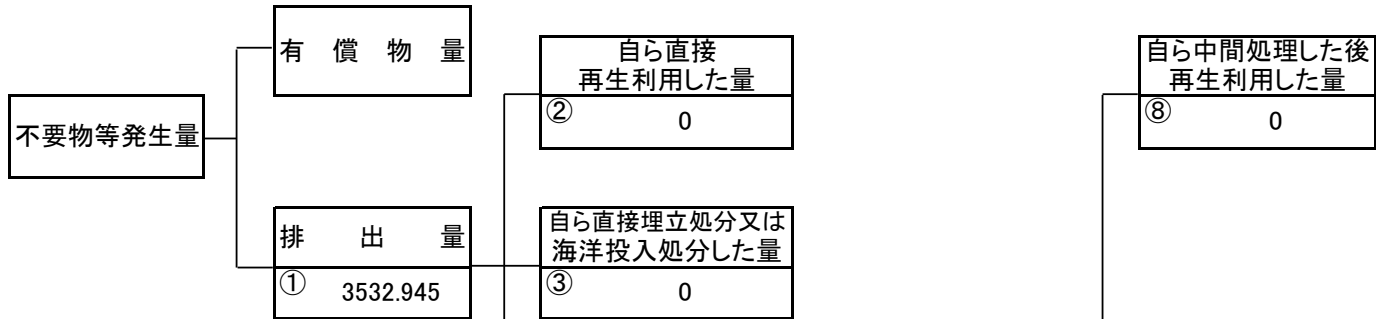 有償物量
自ら直接
再生利用した量
② 0
自ら中間処理した後
再生利用した量
⑧ 0
不要物等発生量
排出量
① 3532.945
自ら直接埋立処分又は
海洋投入処分した量
③ 0